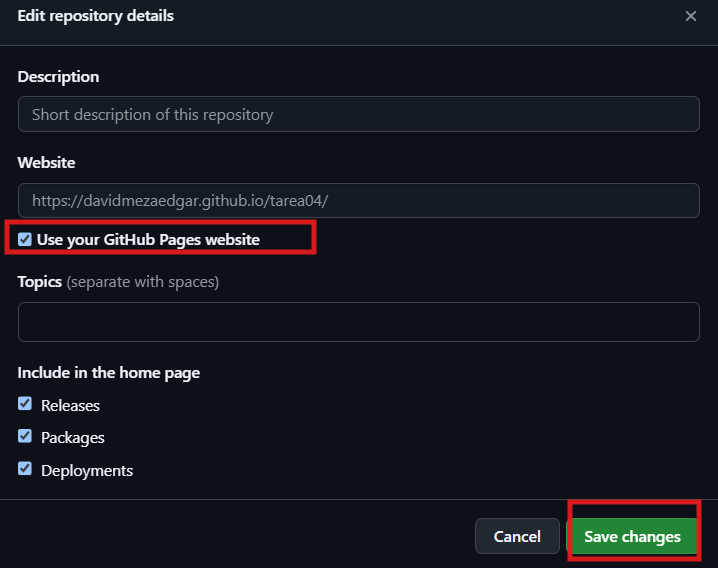 Edit repository details
Description
Short description of this repository
Website
https://davidmezaedgar.github.io/tarea04/
Use your GitHub Pages website
Topics (separate with spaces)
Include in the home page
Releases
Packages
Deployments
Cancel Save changes